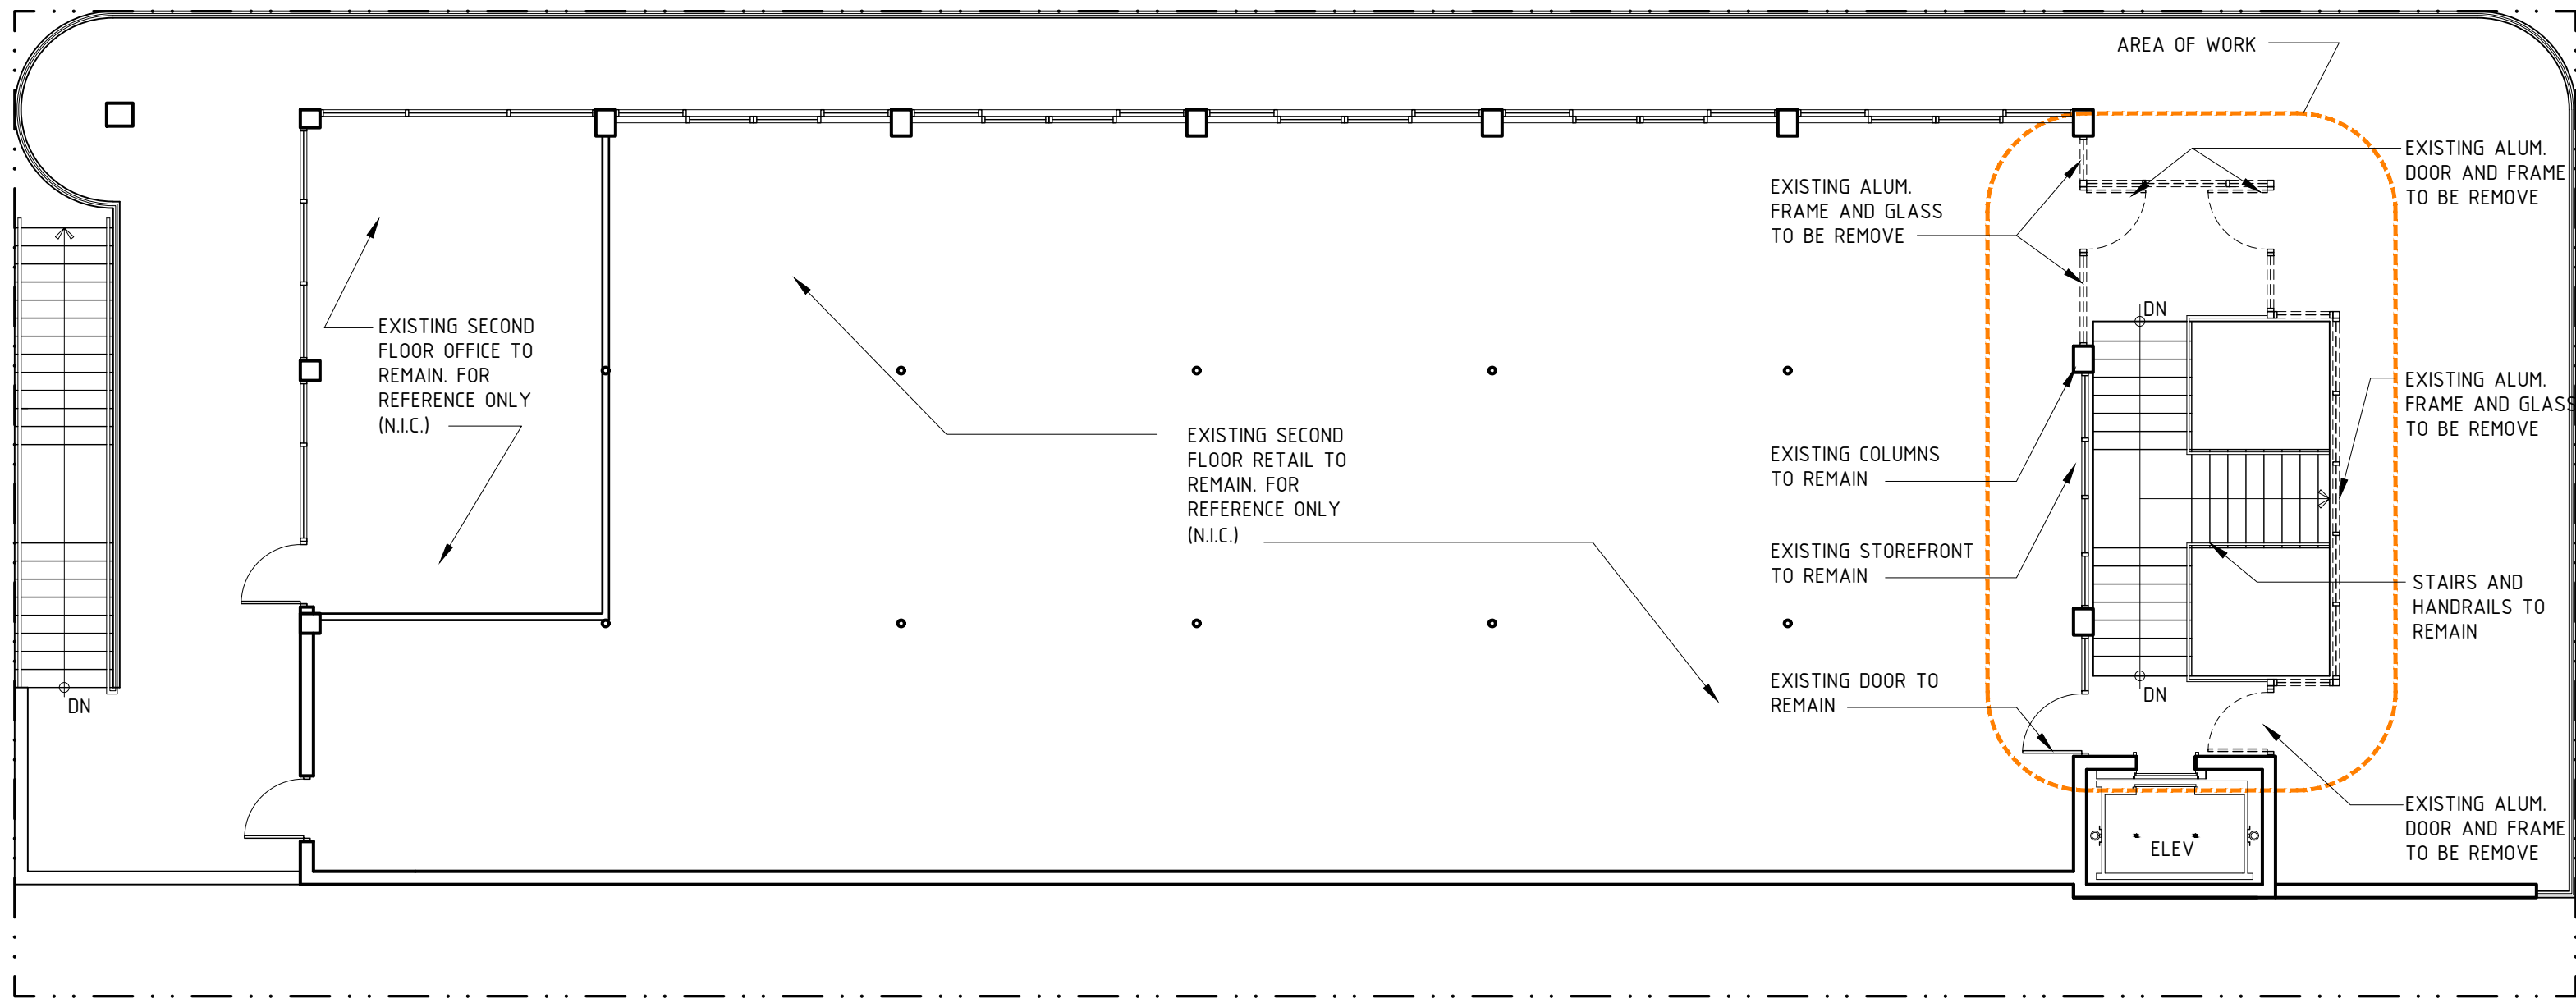 AREA OF WORK
EXISTING ALUM.
DOOR AND FRAME
TO BE REMOVE
EXISTING ALUM.
FRAME AND GLASS
TO BE REMOVE
DN
EXISTING SECOND
FLOOR OFFICE TO
REMAIN. FOR
REFERENCE ONLY
(N.I.C.)
EXISTING ALUM.
FRAME AND GLASS
TO BE REMOVE
EXISTING SECOND
FLOOR RETAIL TO
REMAIN. FOR
REFERENCE ONLY
(N.I.C.)
EXISTING COLUMNS
TO REMAIN
EXISTING STOREFRONT
TO REMAIN
STAIRS AND
HANDRAILS TO
REMAIN
EXISTING DOOR TO
REMAIN
DN
DN
EXISTING ALUM.
DOOR AND FRAME
TO BE REMOVE
ELEV